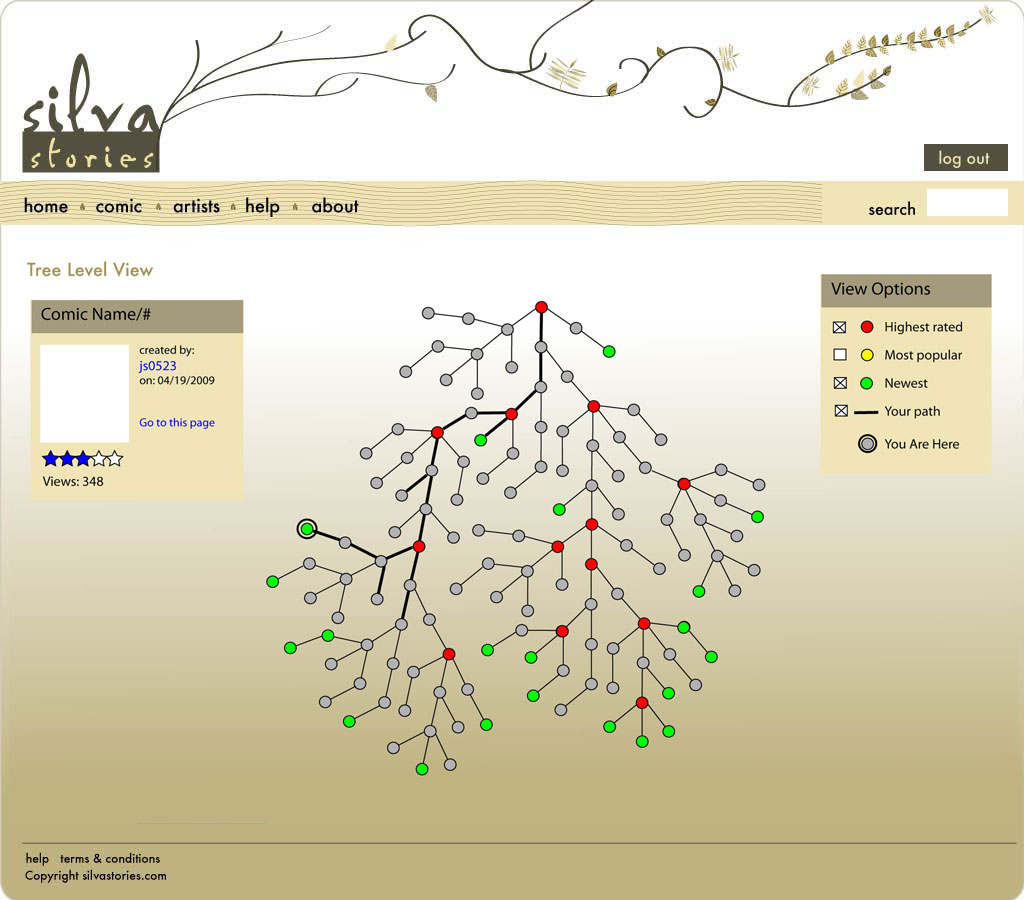 silva
stories
log out
home comic artists help about
search
Tree Level View
Comic Name/#
created by:
js0523
on: 04/19/2009
Go to this page
Views: 348
View Options
Highest rated
Most popular
Newest
Your path
You Are Here
help terms & conditions
Copyright silvastories.com